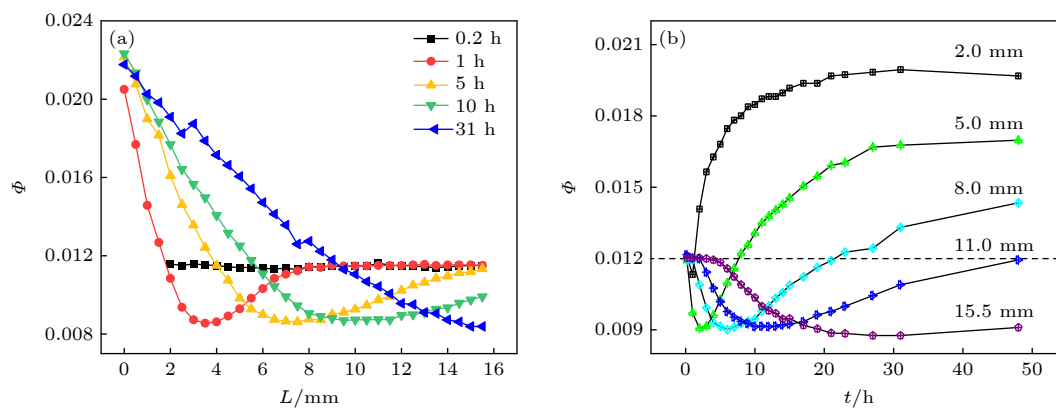 (a)
0.2 h
1 h
5 h
10 h
31 h
0.024
0.020
0.016
0.012
0.008
Φ
0 2 4 6 8 10 12 14 16
L/mm
(b)
2.0 mm
5.0 mm
8.0 mm
11.0 mm
15.5 mm
0.021
0.018
0.015
0.012
0.009
Φ
0 10 20 30 40 50
t/h